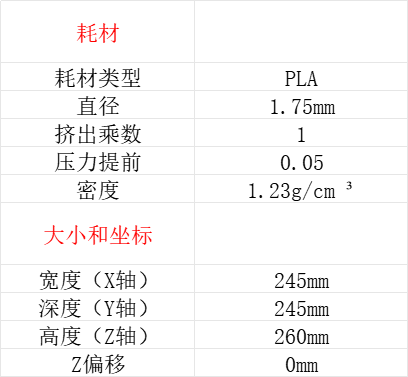 耗材
耗材类型 PLA
直径 1.75mm
挤出乘数 1
压力提前 0.05
密度 1.23g/cm ³
大小和坐标
宽度（X轴） 245mm
深度（Y轴） 245mm
高度（Z轴） 260mm
Z偏移 0mm